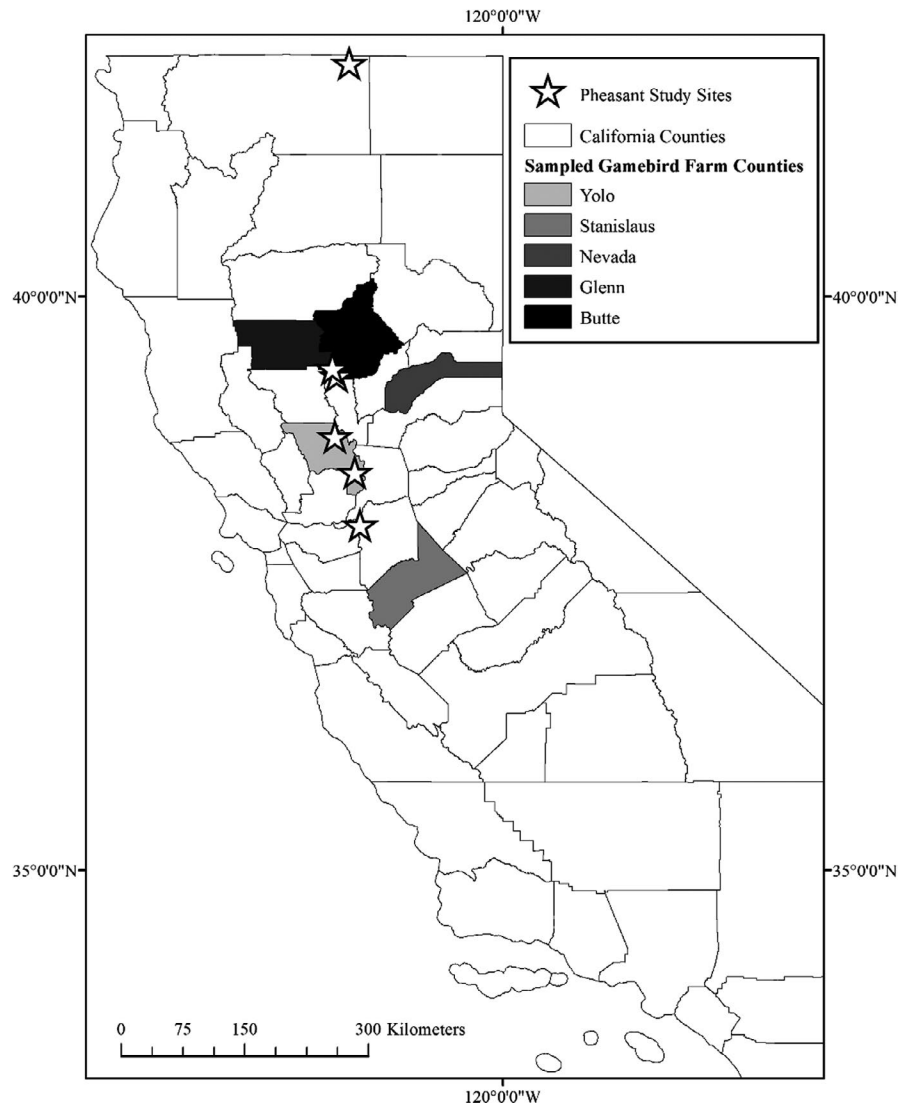 120°0'0"W
Pheasant Study Sites
California Counties
Sampled Gamebird Farm Counties
Yolo
Stanislaus
Nevada
Glenn
Butte
40°0'0"N
40°0'0"N
35°0'0"N
35°0'0"N
0 75 150 300 Kilometers
120°0'0"W